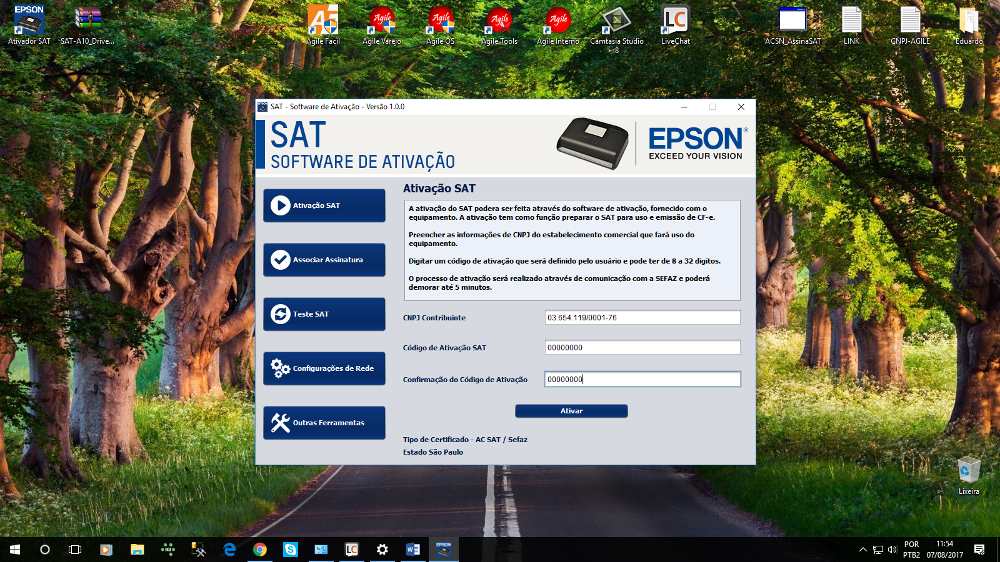 EPSON
Ativador SAT
SAT-A10_Drive...
Agile Facil
Agile
Agile Varejo
Agile
Agile OS
Agile
Agile Tools
Agile
Agile Interno
Camtasia Studio
8
LC
LiveChat
ACSN_AssinaSAT
LINK
CNPJ-AGILE
Eduardo
SAT - Software de Ativação - Versão 1.0.0
SAT
SOFTWARE DE ATIVAÇÃO
EPSON®
EXCEED YOUR VISION
Ativação SAT
Associar Assinatura
Teste SAT
Configurações de Rede
Outras Ferramentas
Ativação SAT
A ativação do SAT podera ser feita através do software de ativação, fornecido com o
equipamento. A ativação tem como função preparar o SAT para uso e emissão de CF-e.
Preencher as informações de CNPJ do estabelecimento comercial que fará uso do
equipamento.
Digitar um código de ativação que será definido pelo usuário e pode ter de 8 a 32 digitos.
O processo de ativação será realizado através de comunicação com a SEFAZ e poderá
demorar até 5 minutos.
CNPJ Contribuinte 03.654.119/0001-76
Código de Ativação SAT 00000000
Confirmação do Código de Ativação 00000000
Ativar
Tipo de Certificado - AC SAT / Sefaz
Estado São Paulo
Lixeira
LC
EPSON
POR
PTB2
11:54
07/08/2017